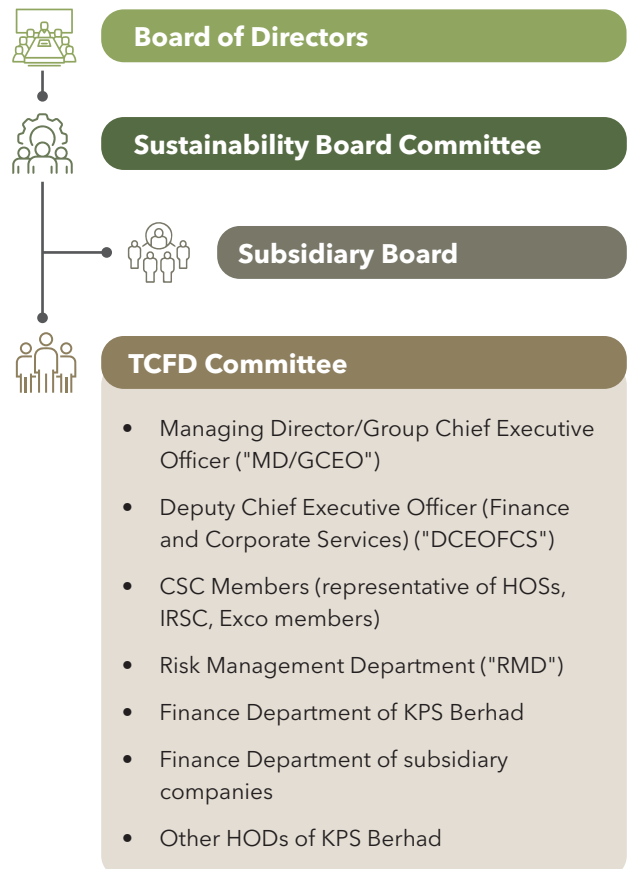 Board of Directors
Sustainability Board Committee
Subsidiary Board
TCFD Committee
• Managing Director/Group Chief Executive
Officer ("MD/GCEO")
• Deputy Chief Executive Officer (Finance
and Corporate Services) ("DCEOFCS")
• CSC Members (representative of HOSs,
IRSC, Exco members)
• Risk Management Department ("RMD")
• Finance Department of KPS Berhad
• Finance Department of subsidiary
companies
• Other HODs of KPS Berhad